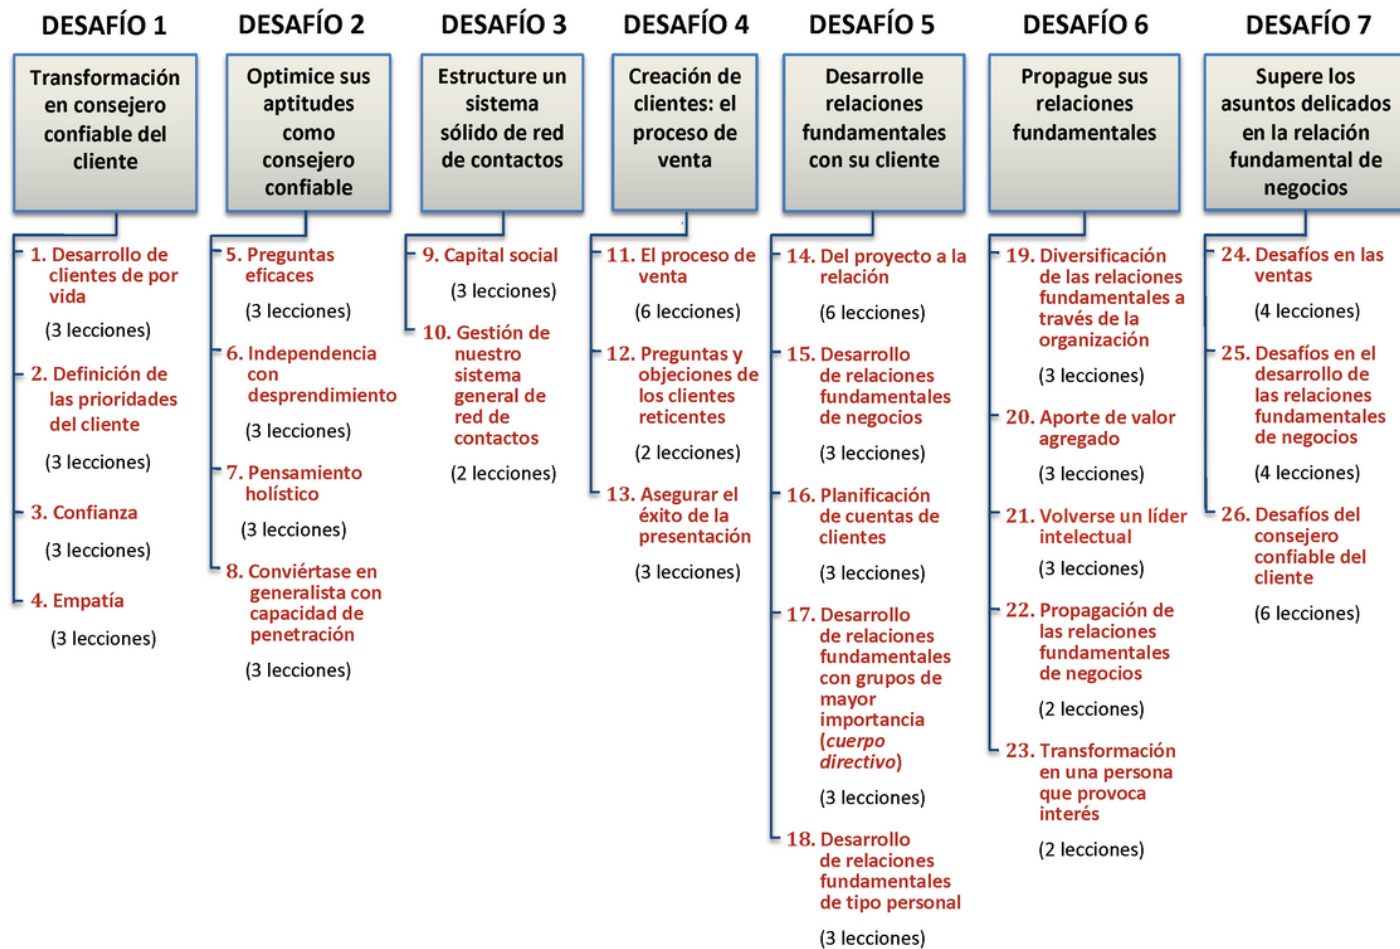 DESAFÍO 1
Transformación
en consejero
confiable del
cliente
1. Desarrollo de
clientes de por
vida
(3 lecciones)
2. Definición de
las prioridades
del cliente
(3 lecciones)
3. Confianza
(3 lecciones)
4. Empatía
(3 lecciones)
DESAFÍO 2
Optimice sus
aptitudes
como
consejero
confiable
5. Preguntas
eficaces
(3 lecciones)
6. Independencia
con
desprendimiento
(3 lecciones)
7. Pensamiento
holístico
(3 lecciones)
8. Conviértase en
generalista con
capacidad de
penetración
(3 lecciones)
DESAFÍO 3
Estructure un
sistema
sólido de red
de contactos
9. Capital social
(3 lecciones)
10. Gestión de
nuestro
sistema
general de
red de
contactos
(2 lecciones)
DESAFÍO 4
Creación de
clientes: el
proceso de
venta
11. El proceso de
venta
(6 lecciones)
12. Preguntas y
objeciones de
los clientes
reticentes
(2 lecciones)
13. Asegurar el
éxito de la
presentación
(3 lecciones)
DESAFÍO 5
Desarrolle
relaciones
fundamentales
con su cliente
14. Del proyecto a la
relación
(6 lecciones)
15. Desarrollo
de relaciones
fundamentales
de negocios
(3 lecciones)
16. Planificación
de cuentas de
clientes
(3 lecciones)
17. Desarrollo
de relaciones
fundamentales
con grupos de
mayor
importancia
(cuerpo
directivo)
(3 lecciones)
18. Desarrollo
de relaciones
fundamentales
de tipo personal
(3 lecciones)
DESAFÍO 6
Propague sus
relaciones
fundamentales
19. Diversificación
de las relaciones
fundamentales a
través de la
organización
(3 lecciones)
20. Aporte de valor
agregado
(3 lecciones)
21. Volverse un líder
intelectual
(3 lecciones)
22. Propagación de
las relaciones
fundamentales
de negocios
(2 lecciones)
23. Transformación
en una persona
que provoca
interés
(2 lecciones)
DESAFÍO 7
Supere los
asuntos delicados
en la relación
fundamental de
negocios
24. Desafíos en las
ventas
(4 lecciones)
25. Desafíos en el
desarrollo de
las relaciones
fundamentales
de negocios
(4 lecciones)
26. Desafíos del
consejero
confiable del
cliente
(6 lecciones)